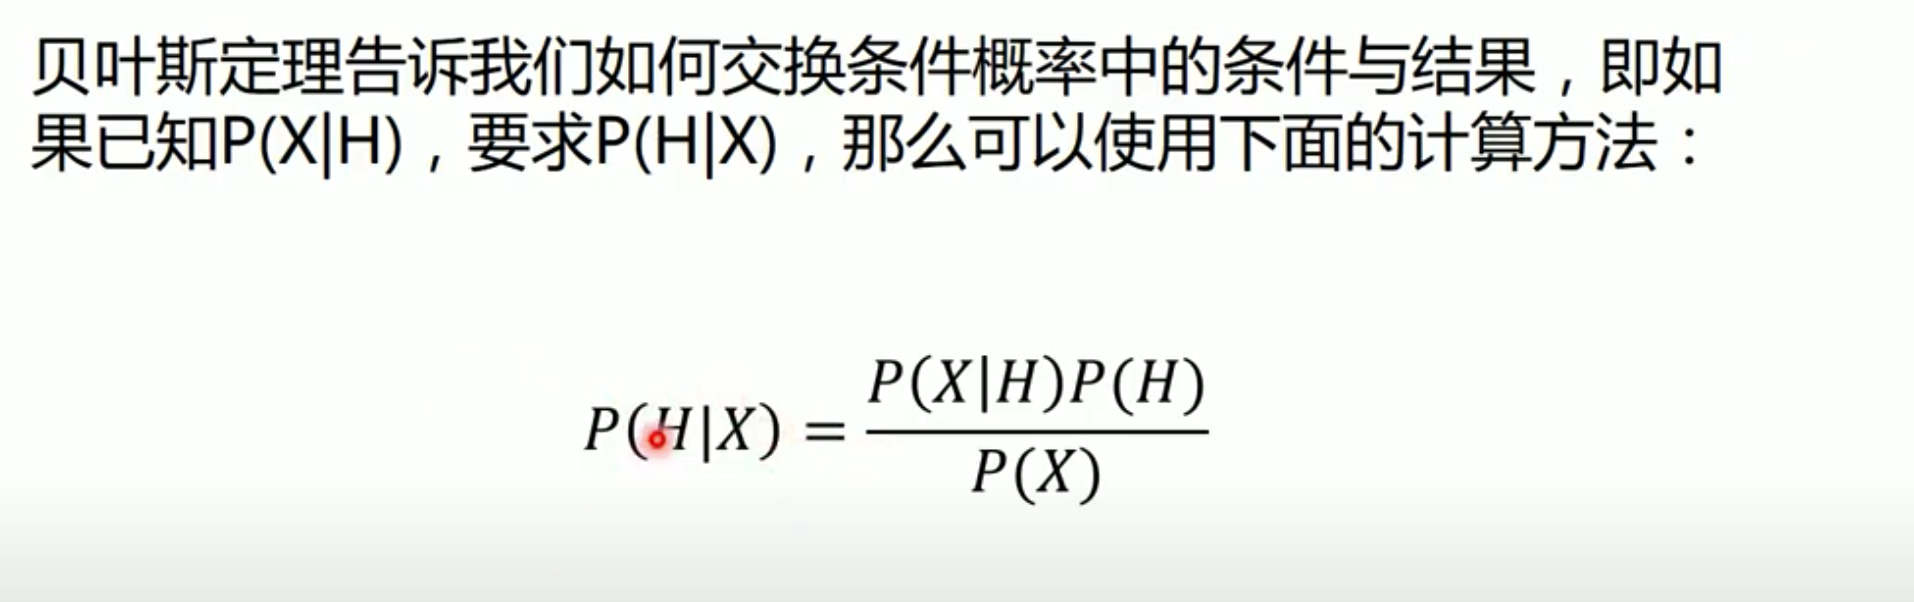 贝叶斯定理告诉我们如何交换条件概率中的条件与结果，即如
果已知P(X|H)，要求P(H|X)，那么可以使用下面的计算方法：
P(H|X) = P(X|H)P(H)
P(X)